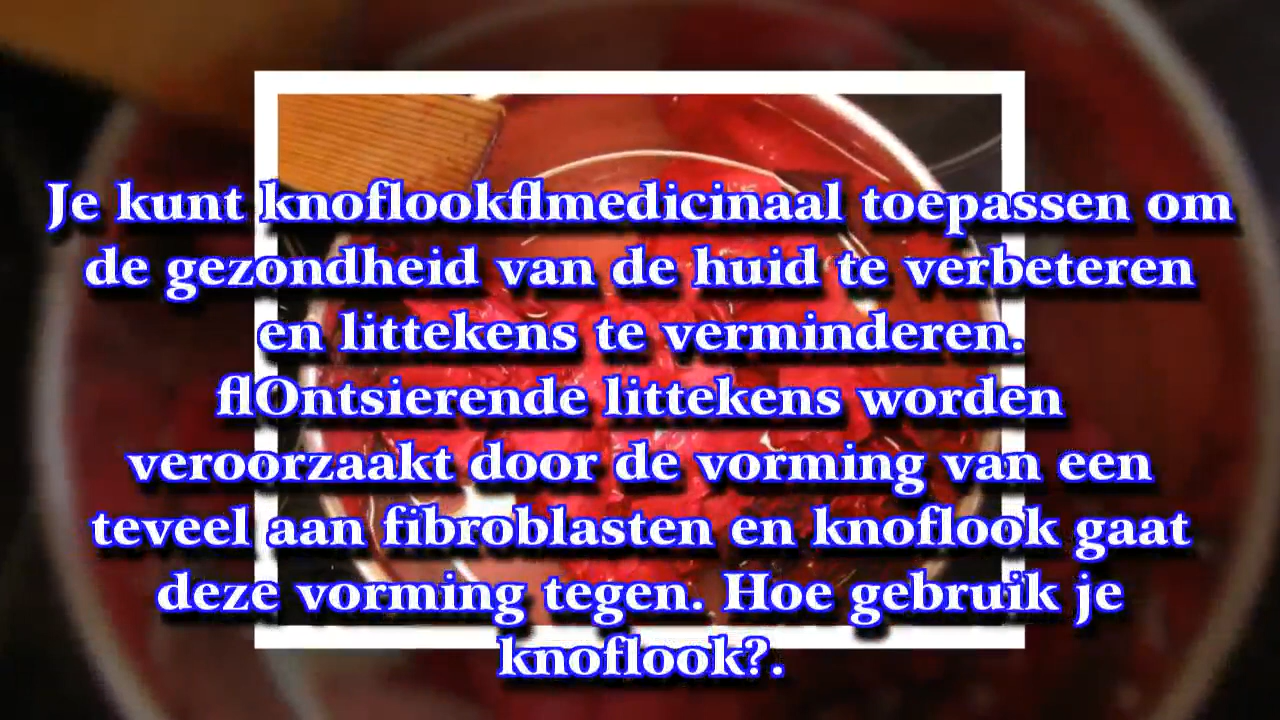 Je kunt knoflookflmedicinaal toepassen om
de gezondheid van de huid te verbeteren
en littekens te verminderen.
flOntsierende littekens worden
veroorzaakt door de vorming van een
teveel aan fibroblasten en knoflook gaat
deze vorming tegen. Hoe gebruik je
knoflook?.